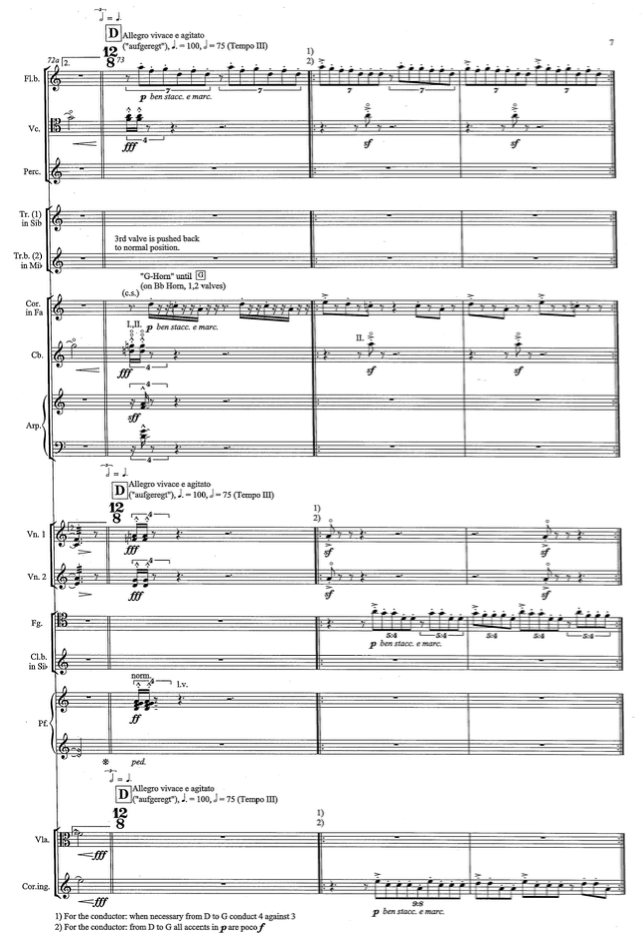 7
D Allegro vivace e agitato
("aufgeregt"), ♩. = 100, 𝅗𝅥 = 75 (Tempo III)
12
8
72a 2.
73
1)
2)
Fl.b.
7 7 7 7 7 7
p ben stacc. e marc.
Vc.
4
fff sf sf
Perc.
Tr. (1)
in Sib
3rd valve is pushed back
to normal position.
Tr.b. (2)
in Mib
"G-Horn" until G
(on Bb Horn, 1,2 valves)
(c.s.)
Cor.
in Fa
p ben stacc. e marc.
I.,II.
II.
Cb.
fff 4 sf sf
4
Arp.
sff
4
D Allegro vivace e agitato
("aufgeregt"), ♩. = 100, 𝅗𝅥 = 75 (Tempo III)
12
8
1)
2)
2.
4
Vn. 1
fff sf sf
4
Vn. 2
fff sf sf
Fg.
5:4 5:4 5:4 5:4 5:4
p ben stacc. e marc.
Cl.b.
in Sib
norm.
4 l.v.
Pf.
ff
ped.
D Allegro vivace e agitato
("aufgeregt"), ♩. = 100, 𝅗𝅥 = 75 (Tempo III)
12
8
1)
2)
Vla.
fff
Cor.ing.
fff
9:8
p ben stacc. e marc.
1) For the conductor: when necessary from D to G conduct 4 against 3
2) For the conductor: from D to G all accents in p are poco f